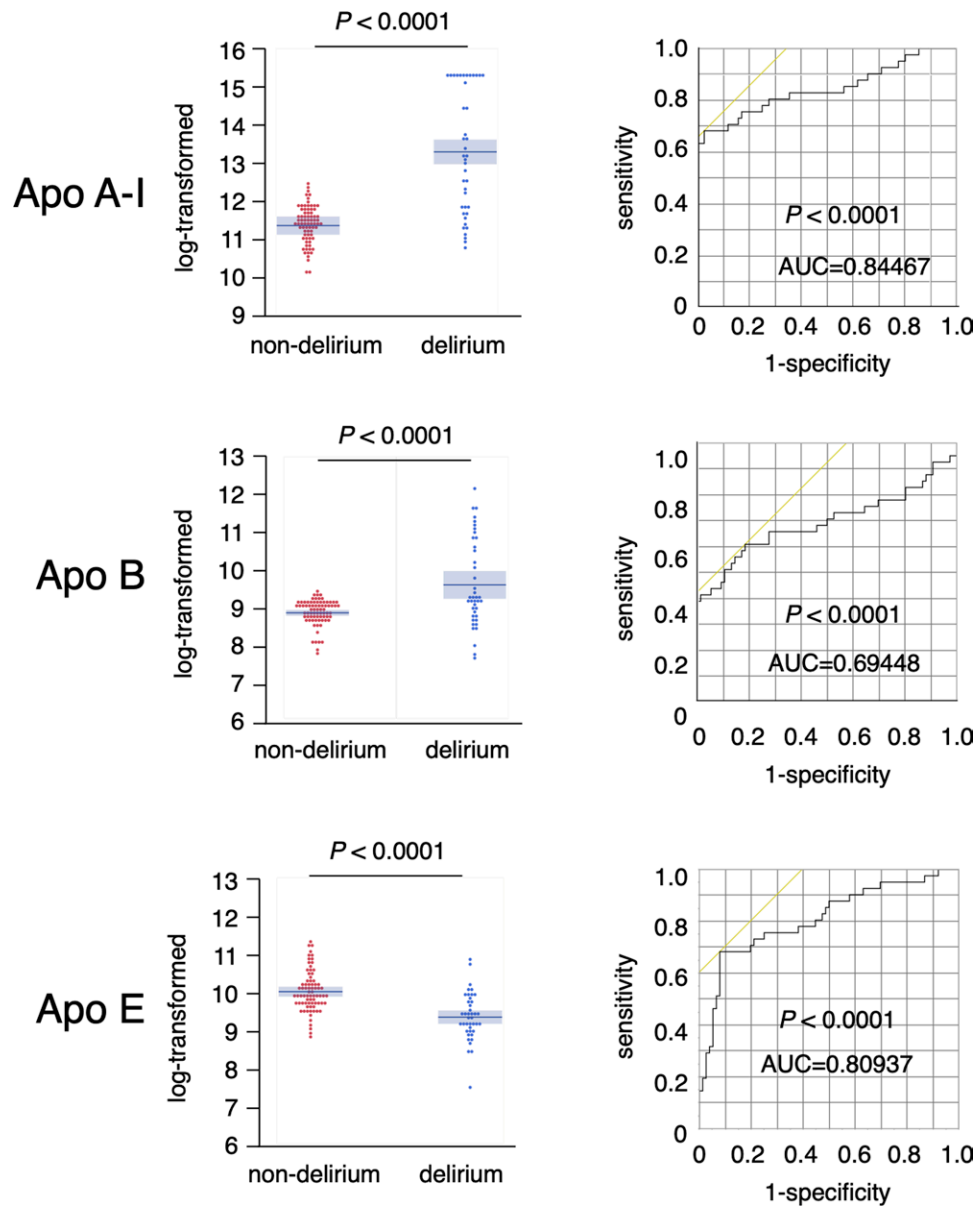 Apo A-I
P < 0.0001
log-transformed
16
15
14
13
12
11
10
9
non-delirium delirium
sensitivity
1.0
0.8
0.6
0.4
0.2
0
P < 0.0001
AUC=0.84467
0 0.2 0.4 0.6 0.8 1.0
1-specificity
Apo B
P < 0.0001
log-transformed
13
12
11
10
9
8
7
6
non-delirium delirium
sensitivity
1.0
0.8
0.6
0.4
0.2
0
P < 0.0001
AUC=0.69448
0 0.2 0.4 0.6 0.8 1.0
1-specificity
Apo E
P < 0.0001
log-transformed
13
12
11
10
9
8
7
6
non-delirium delirium
sensitivity
1.0
0.8
0.6
0.4
0.2
0
P < 0.0001
AUC=0.80937
0 0.2 0.4 0.6 0.8 1.0
1-specificity